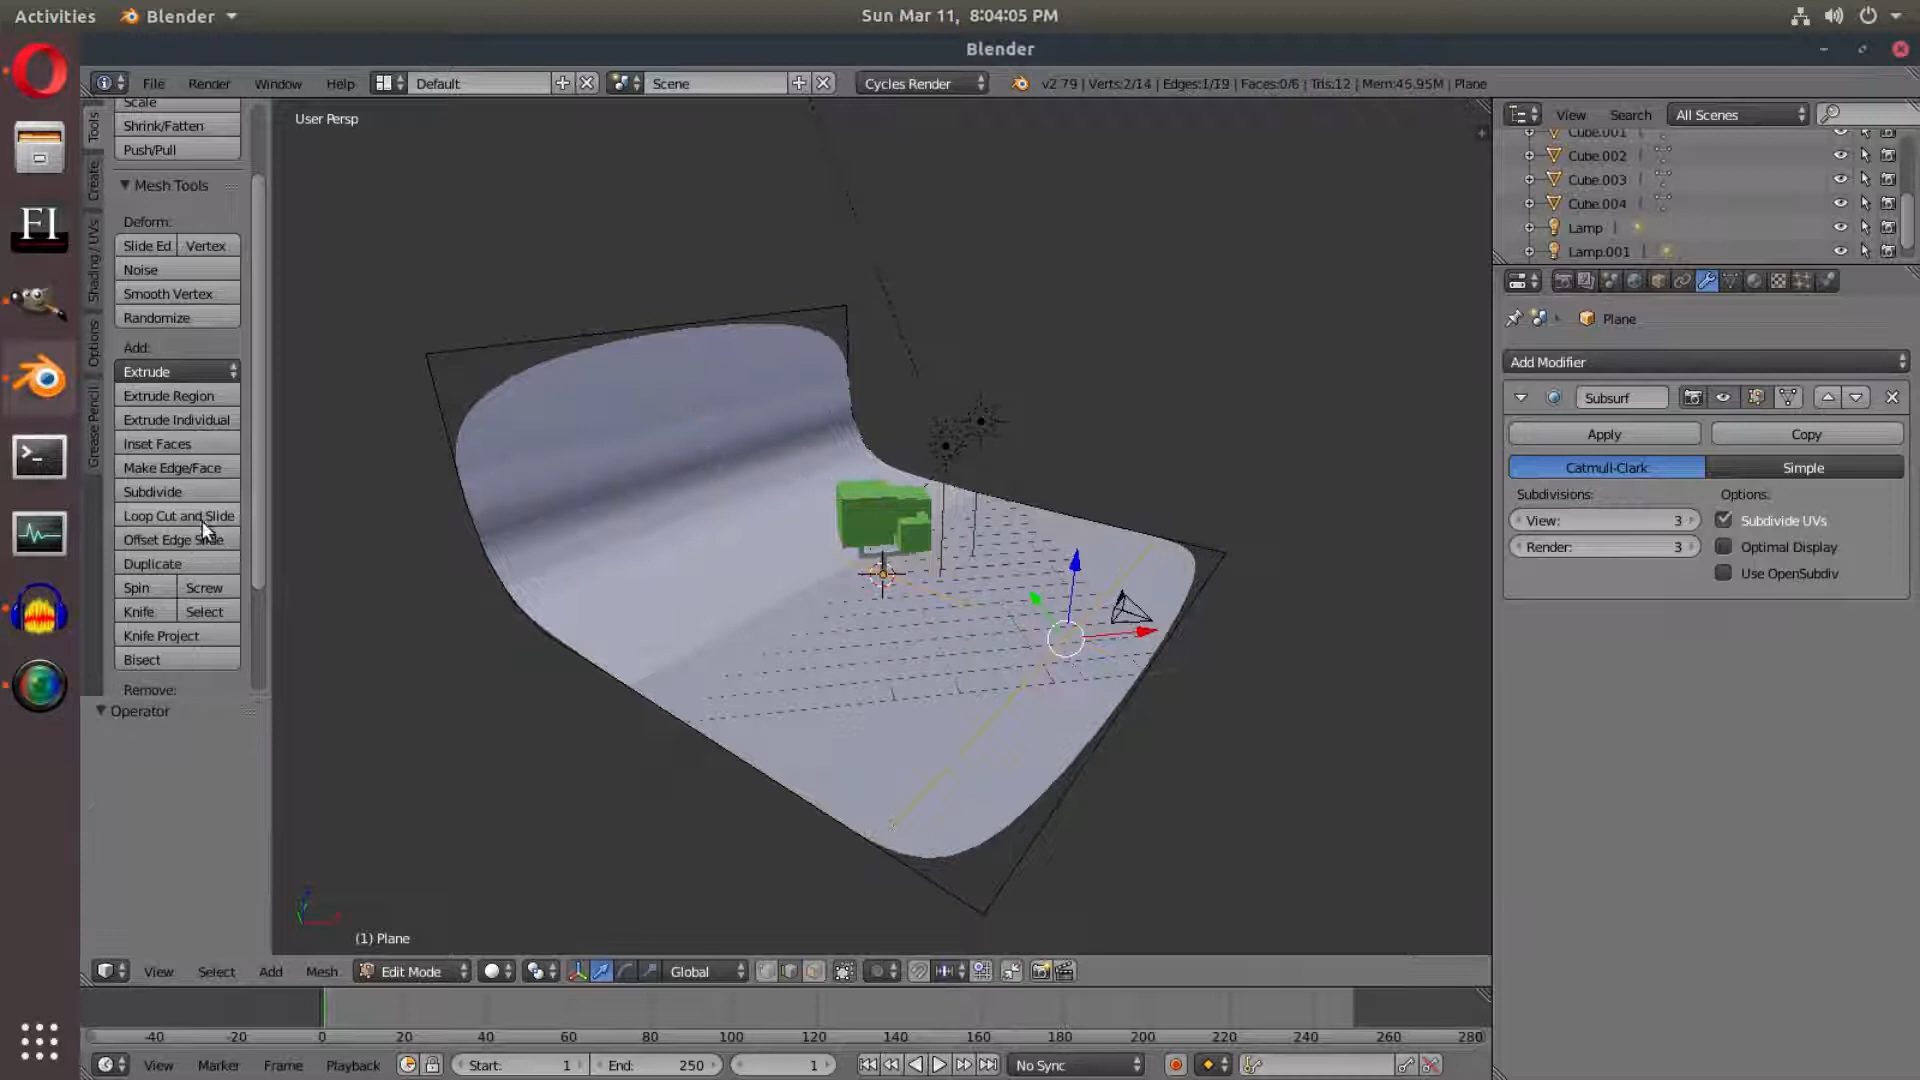 Activities Blender Sun Mar 11, 8:04:05 PM
Blender
File Render Window Help Default Scene Cycles Render v2.79 | Verts:2/14 | Edges:1/19 | Faces:0/6 | Tris:12 | Mem:45.95M | Plane
User Persp
Tools
Create
Shading / UVs
Options
Grease Pencil
Scale
Shrink/Fatten
Push/Pull
Mesh Tools
Deform:
Slide Ed Vertex
Noise
Smooth Vertex
Randomize
Add:
Extrude
Extrude Region
Extrude Individual
Inset Faces
Make Edge/Face
Subdivide
Loop Cut and Slide
Offset Edge Slide
Duplicate
Spin Screw
Knife Select
Knife Project
Bisect
Remove:
Operator
FI
(1) Plane
View Search All Scenes
Cube.001
Cube.002
Cube.003
Cube.004
Lamp
Lamp.001
Plane
Add Modifier
Subsurf
Apply Copy
Catmull-Clark Simple
Subdivisions: Options:
View: 3 Subdivide UVs
Render: 3 Optimal Display
Use OpenSubdiv
View Select Add Mesh Edit Mode Global
-40 -20 0 20 40 60 80 100 120 140 160 180 200 220 240 260 280
View Marker Frame Playback Start: 1 End: 250 1 No Sync